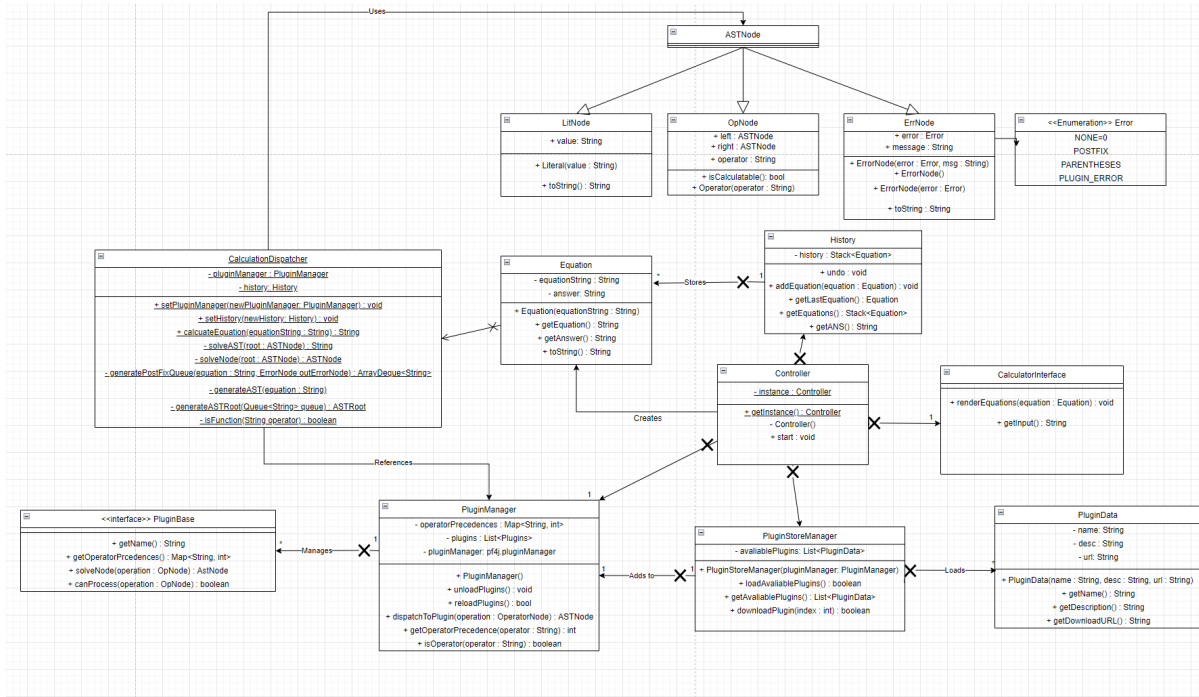 Uses
ASTNode
LitNode
+ value: String
+ Literal(value : String)
+ toString() : String
OpNode
+ left : ASTNode
+ right : ASTNode
+ operator : String
+ isCalculatable(): bool
+ Operator(operator : String)
ErrNode
+ error : Error
+ message : String
+ ErrorNode(error : Error, msg : String)
+ ErrorNode()
+ ErrorNode(error : Error)
+ toString : String
<<Enumeration>> Error
NONE=0
POSTFIX
PARENTHESES
PLUGIN_ERROR
CalculationDispatcher
- pluginManager : PluginManager
- history: History
+ setPluginManager(newPluginManager: PluginManager) : void
+ setHistory(newHistory: History) : void
+ calcuateEquation(equationString : String) : String
- solveAST(root : ASTNode) : String
- solveNode(root : ASTNode) : ASTNode
- generatePostFixQueue(equation : String, ErrorNode outErrorNode) : ArrayDeque<String>
- generateAST(equation : String)
- generateASTRoot(Queue<String> queue) : ASTRoot
- isFunction(String operator) : boolean
Equation
- equationString : String
- answer: String
+ Equation(equationString : String)
+ getEquation() : String
+ getAnswer() : String
+ toString() : String
*
Stores
1
History
- history : Stack<Equation>
+ undo : void
+ addEquation(equation : Equation) : void
+ getLastEquation() : Equation
+ getEquations() : Stack<Equation>
+ getANS() : String
Creates
Controller
- instance : Controller
+ getInstance() : Controller
- Controller()
+ start : void
1
CalculatorInterface
+ renderEquations(equation : Equation) : void
+ getInput() : String
References
1
<<interface>> PluginBase
+ getName() : String
+ getOperatorPrcedences() : Map<String, int>
+ solveNode(operation : OpNode) : AstNode
+ canProcess(operation : OpNode) : boolean
*
Manages
1
PluginManager
- operatorPrecedences : Map<String, int>
- plugins : List<Plugins>
- pluginManager: pf4j.pluginManager
+ PluginManager()
+ unloadPlugins() : void
+ reloadPlugins() : bool
+ dispatchToPlugin(operation : OperatorNode) : ASTNode
+ getOperatorPrecedence(operator : String) : int
+ isOperator(operator : String) : boolean
1
Adds to
1
PluginStoreManager
- avaliablePlugins: List<PluginData>
+ PluginStoreManager(pluginManager: PluginManager)
+ loadAvaliablePlugins() : boolean
+ getAvaliablePlugins() : List<PluginData>
+ downloadPlugin(index : int) : boolean
Loads
PluginData
- name: String
- desc : String
- url : String
+ PluginData(name : String, desc : String, url : String)
+ getName() : String
+ getDescription() : String
+ getDownloadURL() : String